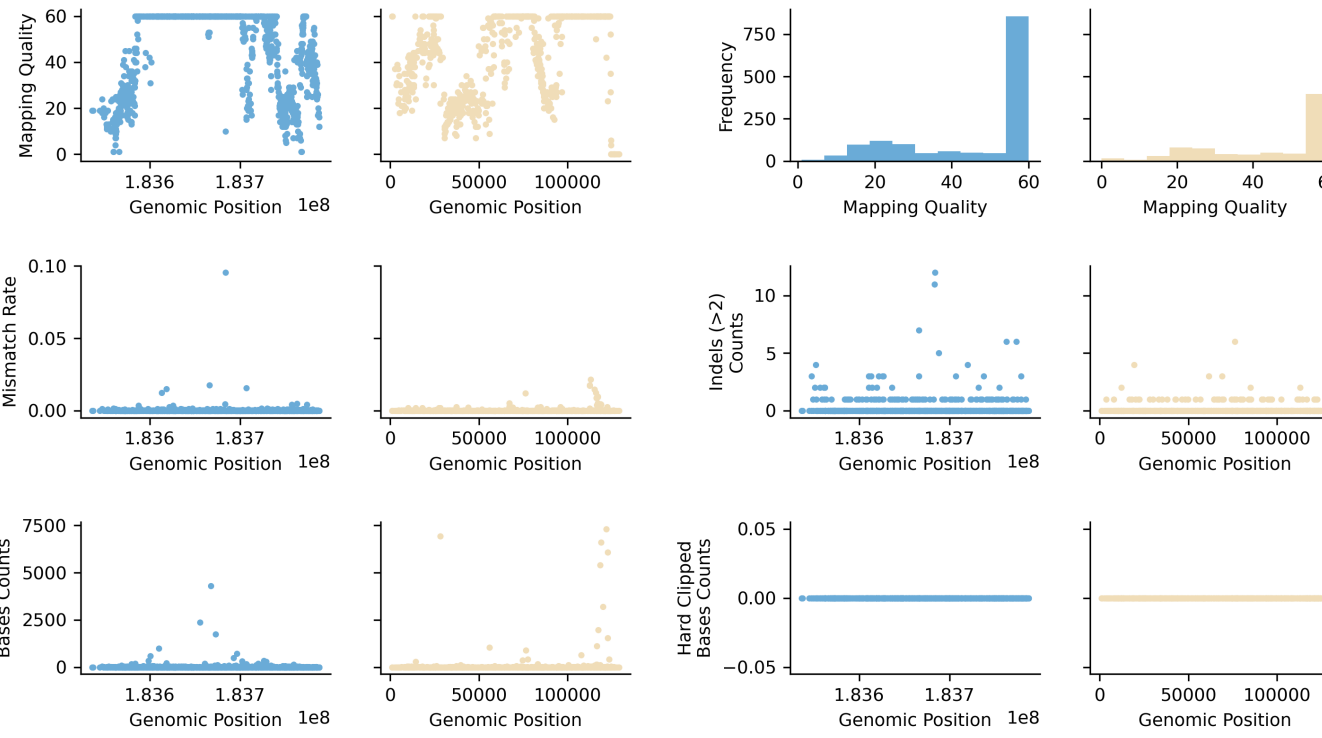 Mapping Quality
60
40
20
0
1.836 1.837
1e8
Genomic Position
0 50000 100000
Genomic Position
Frequency
750
500
250
0
0 20 40 60
Mapping Quality
0 20 40
Mapping Quality
Mismatch Rate
0.10
0.05
0.00
1.836 1.837
1e8
Genomic Position
0 50000 100000
Genomic Position
Indels (>2)
Counts
10
5
0
1.836 1.837
1e8
Genomic Position
0 50000 100000
Genomic Position
Bases Counts
7500
5000
2500
0
1.836 1.837
1e8
Genomic Position
0 50000 100000
Genomic Position
Hard Clipped
Bases Counts
0.05
0.00
−0.05
1.836 1.837
1e8
Genomic Position
0 50000 100000
Genomic Position